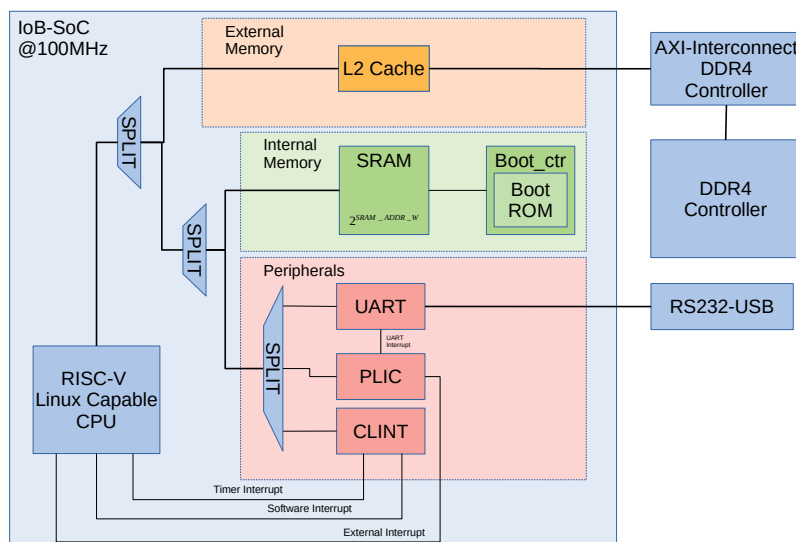 IoB-SoC
@100MHz
External
Memory
L2 Cache
AXI-Interconnect
DDR4
Controller
SPLIT
Internal
Memory
SRAM
2^SRAM_ADDR_W
Boot_ctr
Boot
ROM
DDR4
Controller
SPLIT
Peripherals
SPLIT
UART
RS232-USB
UART
Interrupt
PLIC
RISC-V
Linux Capable
CPU
CLINT
Timer Interrupt
Software Interrupt
External Interrupt